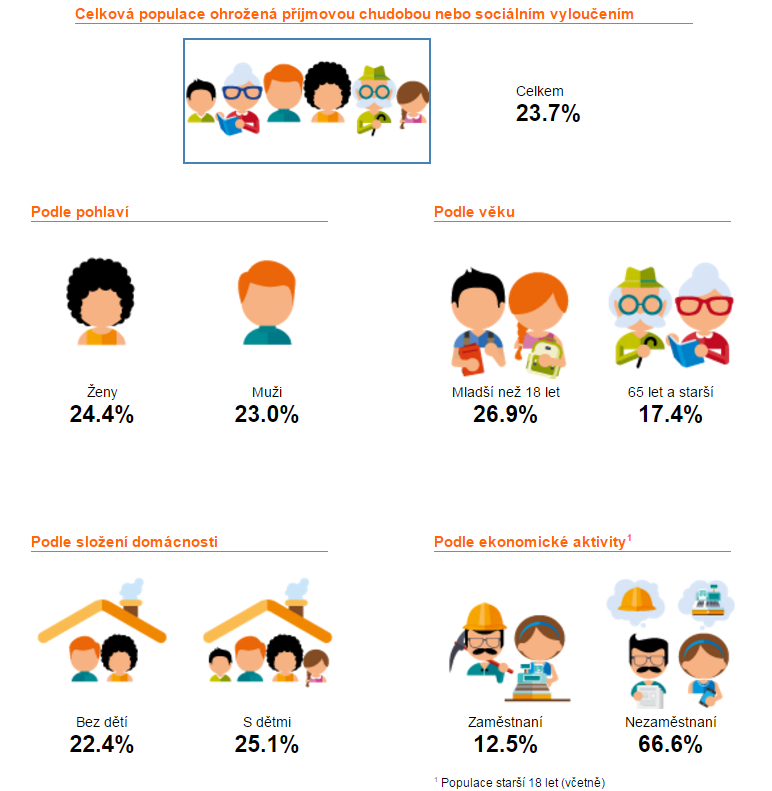 Celková populace ohrožená příjmovou chudobou nebo sociálním vyloučením
Celkem
23.7%
Podle pohlaví
Ženy
24.4%
Muži
23.0%
Podle věku
Mladší než 18 let
26.9%
65 let a starší
17.4%
Podle složení domácnosti
Bez dětí
22.4%
S dětmi
25.1%
Podle ekonomické aktivity¹
Zaměstnaní
12.5%
Nezaměstnaní
66.6%
¹ Populace starší 18 let (včetně)